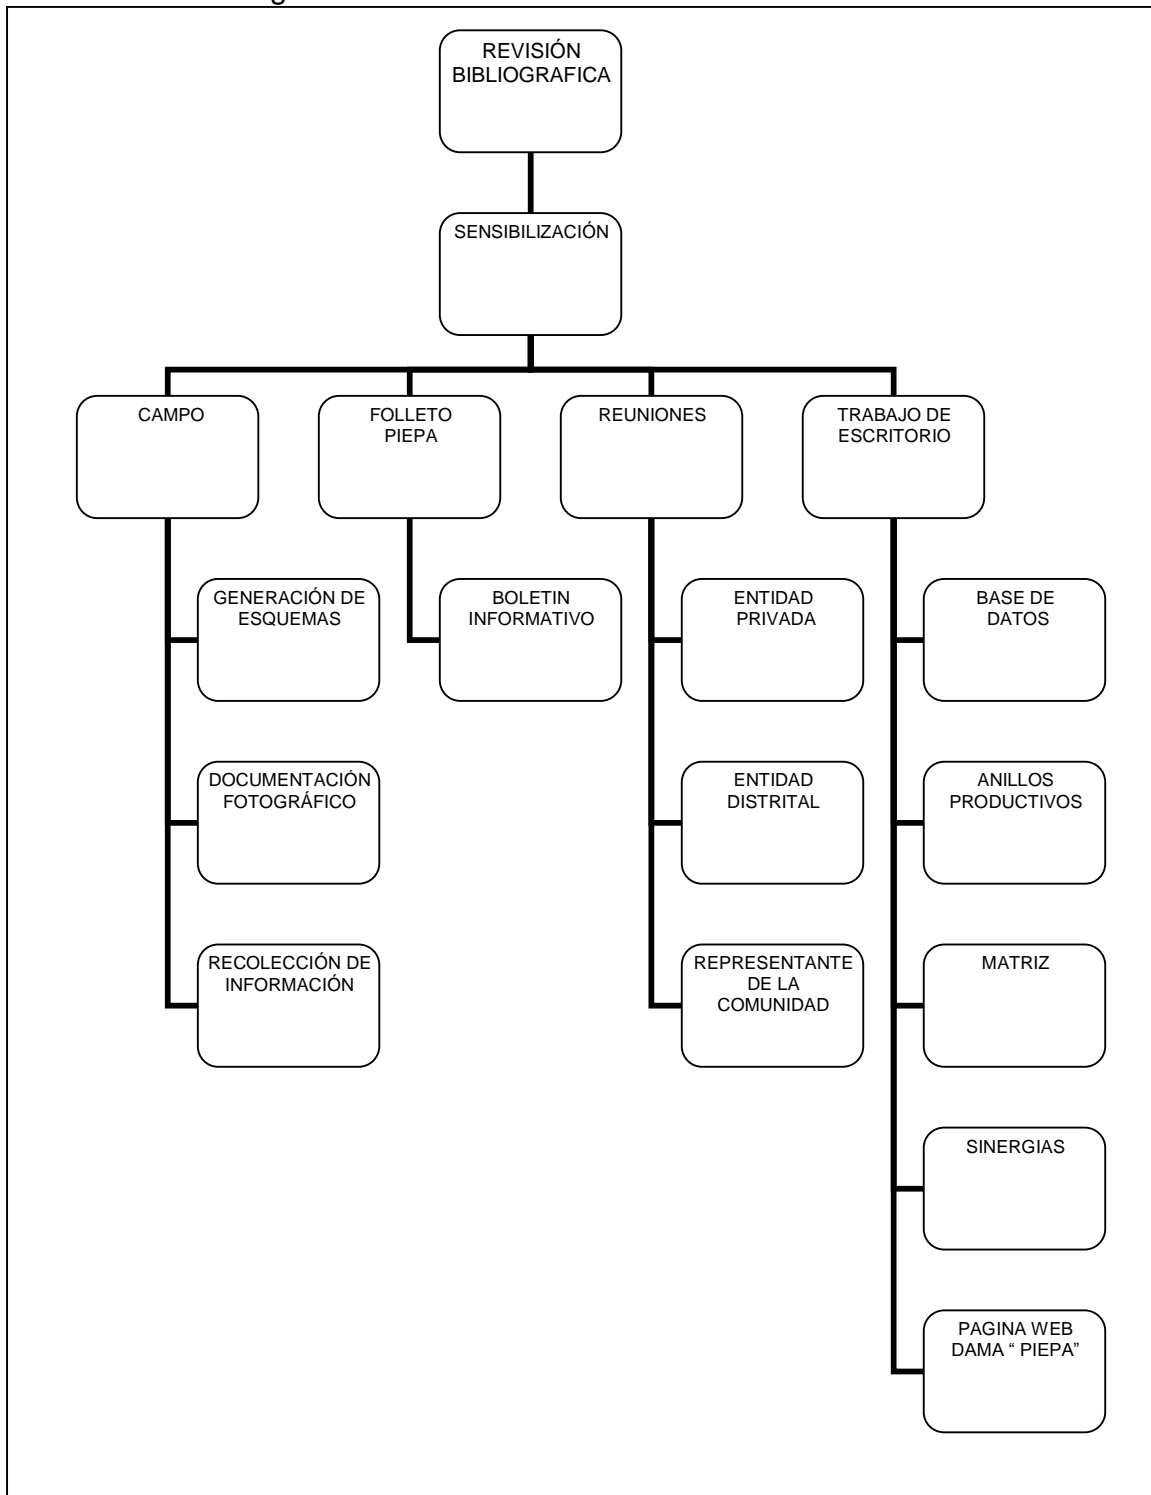 REVISIÓN
BIBLIOGRAFICA
SENSIBILIZACIÓN
CAMPO
FOLLETO
PIEPA
REUNIONES
TRABAJO DE
ESCRITORIO
GENERACIÓN DE
ESQUEMAS
DOCUMENTACIÓN
FOTOGRÁFICO
RECOLECCIÓN DE
INFORMACIÓN
BOLETIN
INFORMATIVO
ENTIDAD
PRIVADA
ENTIDAD
DISTRITAL
REPRESENTANTE
DE LA
COMUNIDAD
BASE DE
DATOS
ANILLOS
PRODUCTIVOS
MATRIZ
SINERGIAS
PAGINA WEB
DAMA “ PIEPA”